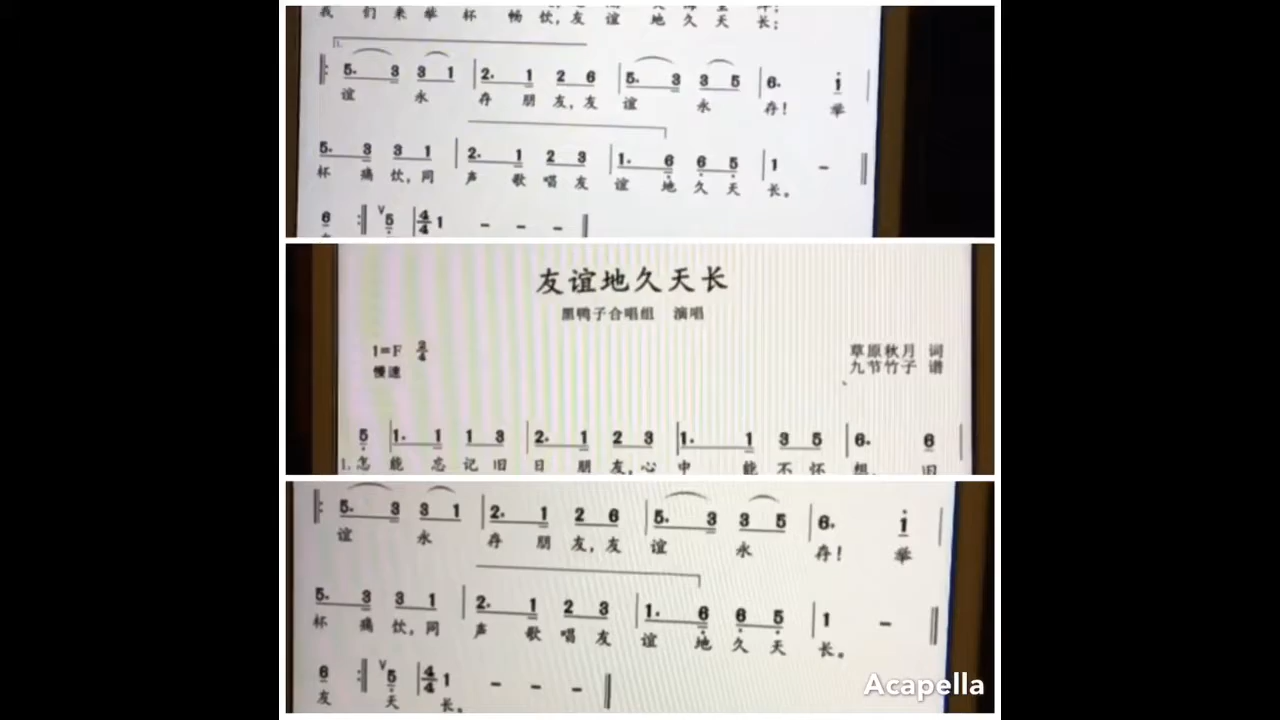 我 们 来 举 杯 畅 饮, 友 谊 地 久 天 长;
1.
5. 3 3 1 | 2. 1 2 6 | 5. 3 3 5 | 6. 1 |
谊 永 存 朋 友, 友 谊 永 存! 举
5. 3 3 1 | 2. 1 2 3 | 1. 6 6 5 | 1 -
杯 痛 饮, 同 声 歌 唱 友 谊 地 久 天 长。
6 :‖ V 5 | 4/4 1 - - - ‖
友谊地久天长
黑鸭子合唱组 演唱
1=F 2/4
草原秋月 词
慢速
九节竹子 谱
5 | 1. 1 1 3 | 2. 1 2 3 | 1. 1 3 5 | 6. 6 |
1. 怎 能 忘 记 旧 日 朋 友, 心 中 能 不 怀 想, 旧
5. 3 3 1 | 2. 1 2 6 | 5. 3 3 5 | 6. 1 |
谊 永 存 朋 友, 友 谊 永 存! 举
5. 3 3 1 | 2. 1 2 3 | 1. 6 6 5 | 1 - ‖
杯 痛 饮, 同 声 歌 唱 友 谊 地 久 天 长。
6 :‖ V 5 | 4/4 1 - - - ‖
友 天 长。
Acapella